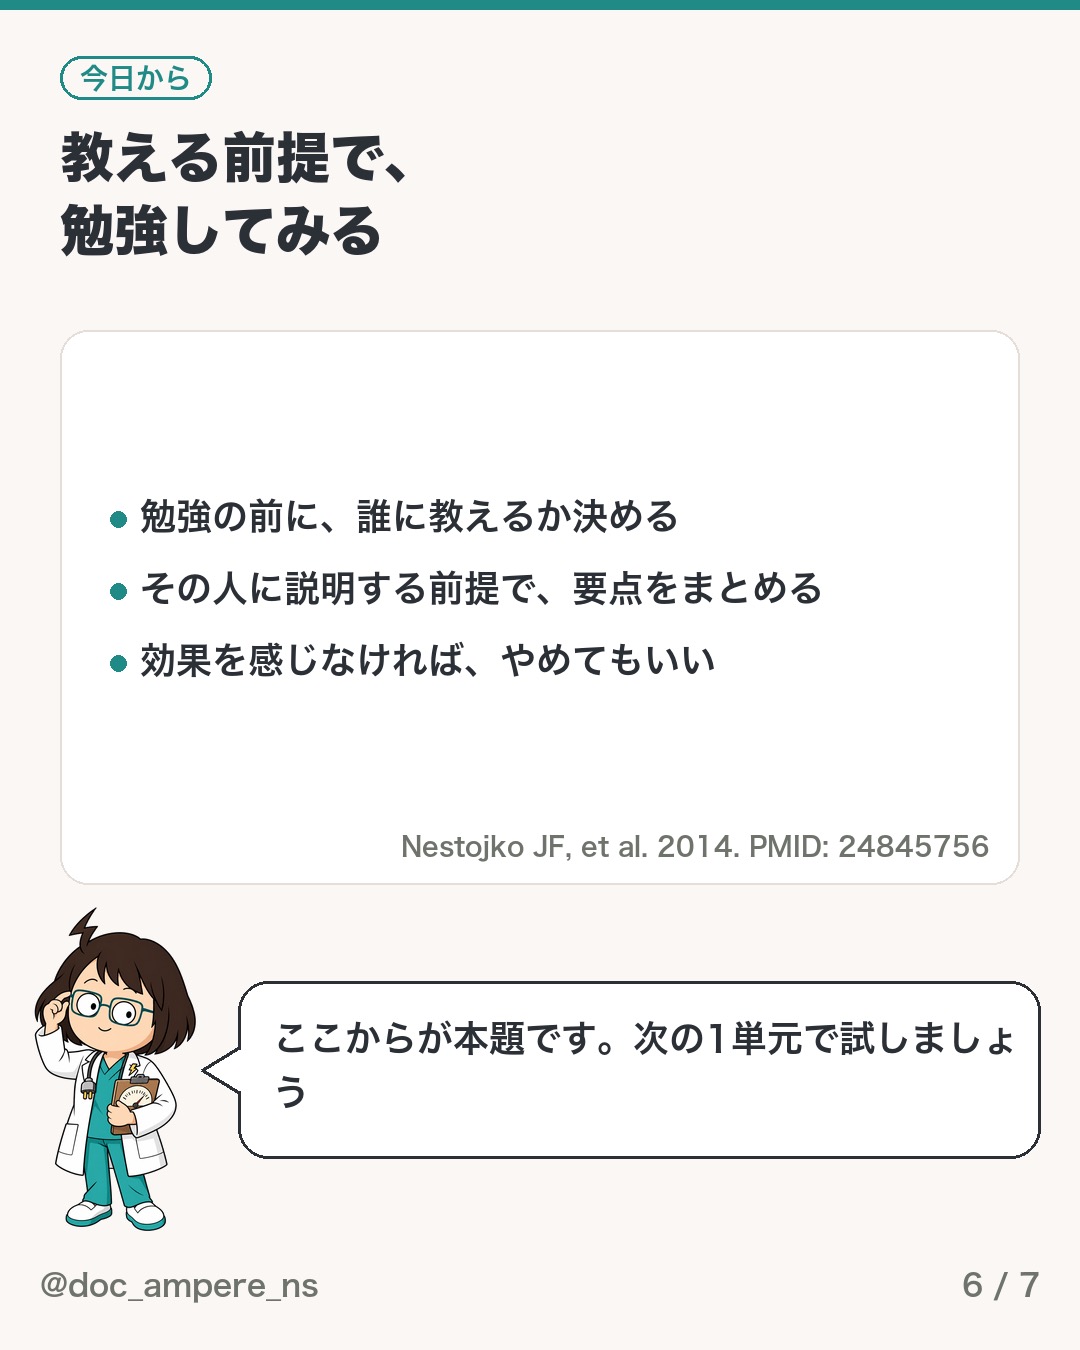 今日から
教える前提で、
勉強してみる
勉強の前に、誰に教えるか決める
その人に説明する前提で、要点をまとめる
効果を感じなければ、やめてもいい
Nestojko JF, et al. 2014. PMID: 24845756
ここからが本題です。次の1単元で試しましょ
う
@doc_ampere_ns
6 / 7